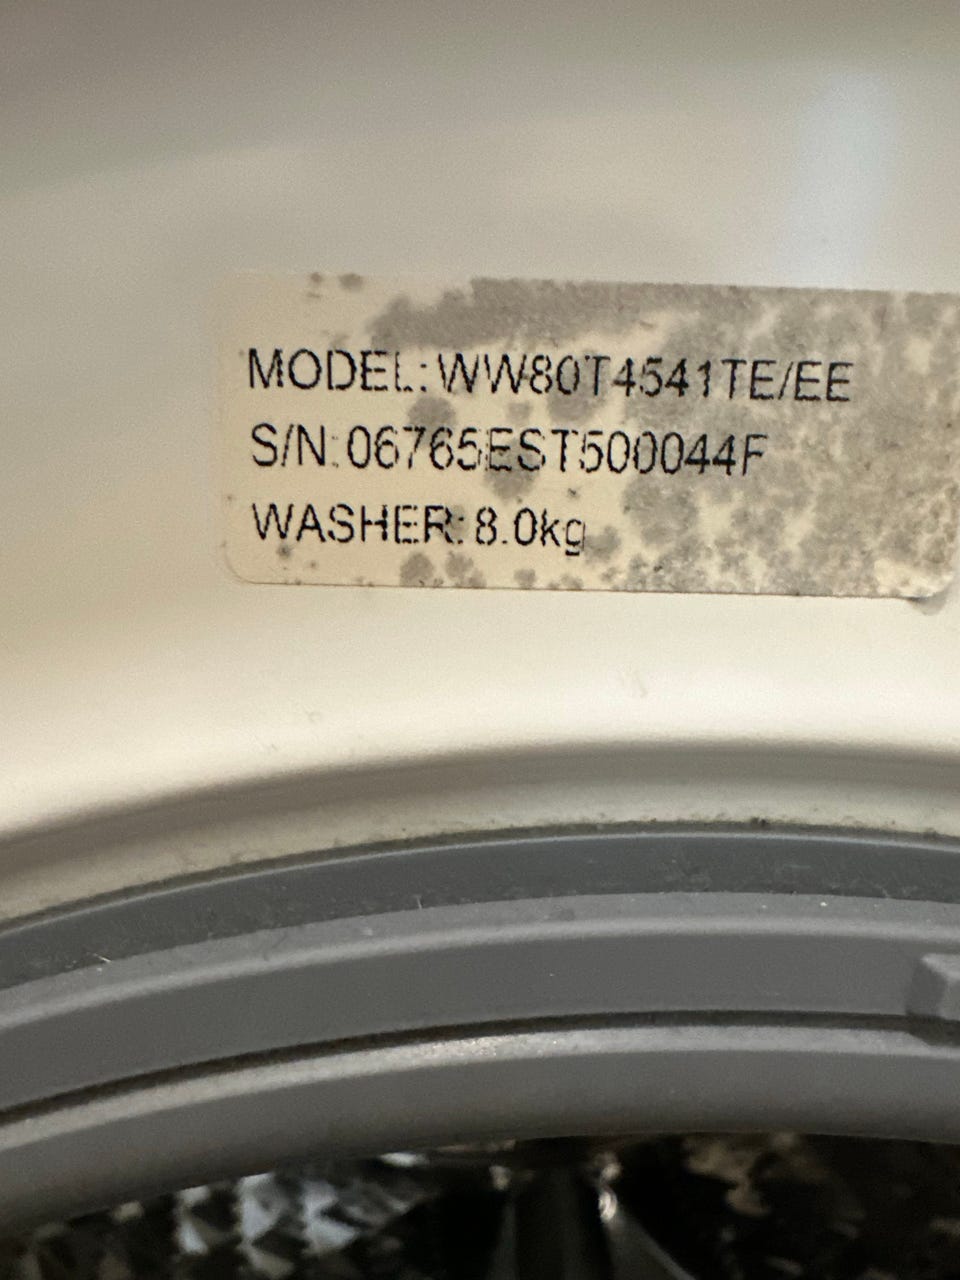 MODEL: WW80T4541TE/EE
S/N: 06765EST500044F
WASHER: 8.0kg